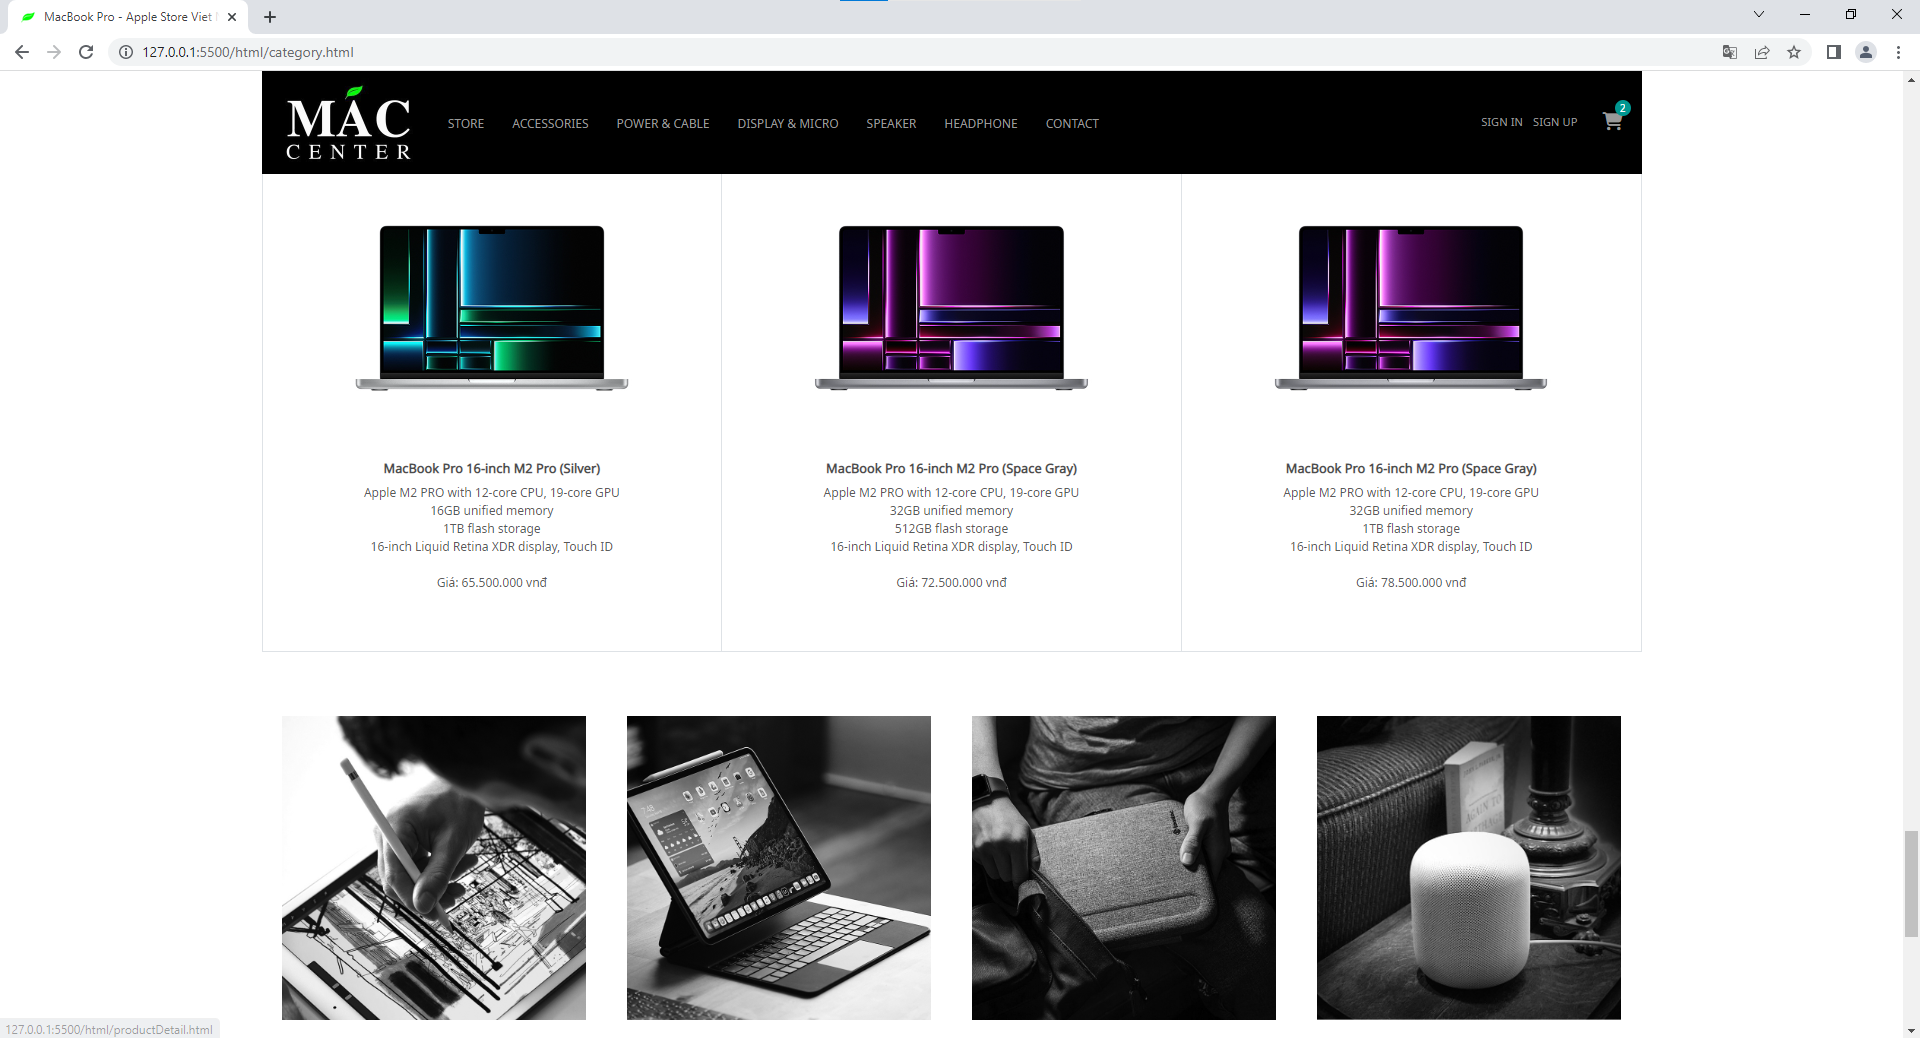 MacBook Pro - Apple Store Viet
127.0.0.1:5500/html/category.html
MAC
CENTER
STORE
ACCESSORIES
POWER & CABLE
DISPLAY & MICRO
SPEAKER
HEADPHONE
CONTACT
SIGN IN
SIGN UP
2
MacBook Pro 16-inch M2 Pro (Silver)
Apple M2 PRO with 12-core CPU, 19-core GPU
16GB unified memory
1TB flash storage
16-inch Liquid Retina XDR display, Touch ID
Giá: 65.500.000 vnđ
MacBook Pro 16-inch M2 Pro (Space Gray)
Apple M2 PRO with 12-core CPU, 19-core GPU
32GB unified memory
512GB flash storage
16-inch Liquid Retina XDR display, Touch ID
Giá: 72.500.000 vnđ
MacBook Pro 16-inch M2 Pro (Space Gray)
Apple M2 PRO with 12-core CPU, 19-core GPU
32GB unified memory
1TB flash storage
16-inch Liquid Retina XDR display, Touch ID
Giá: 78.500.000 vnđ
127.0.0.1:5500/html/productDetail.html